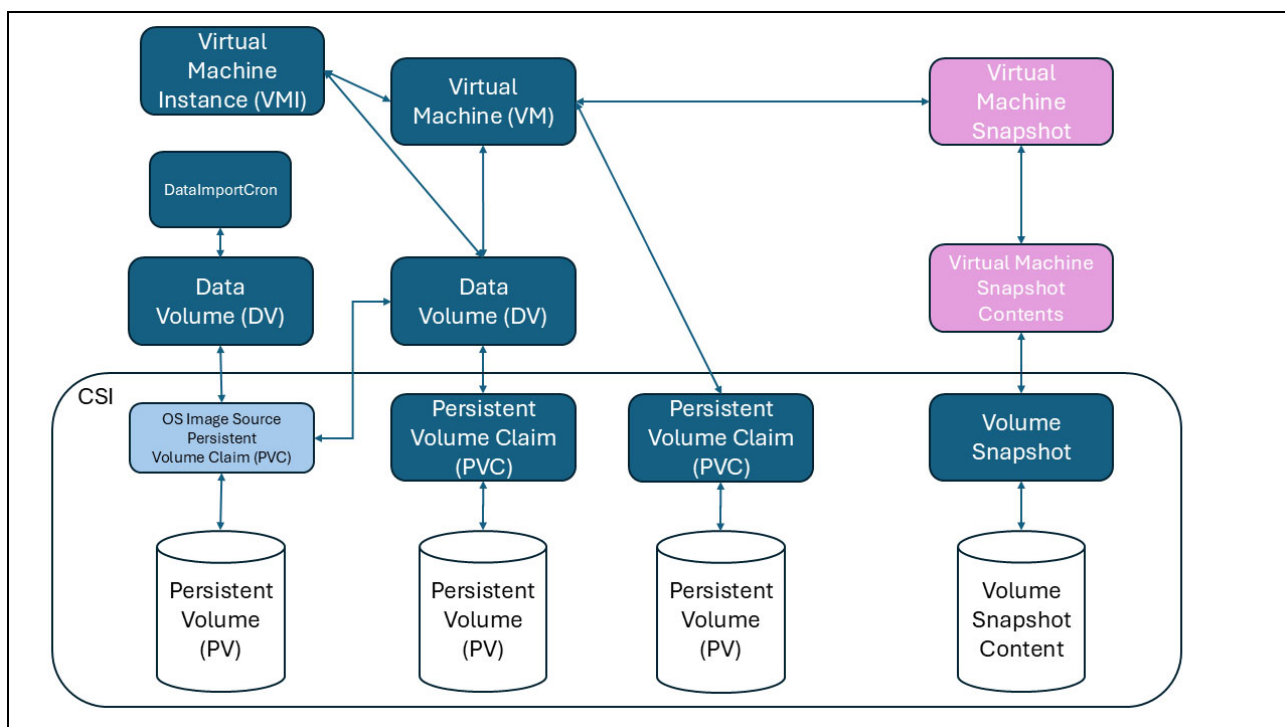 Virtual
Machine
Instance (VMI)
Virtual
Machine (VM)
Virtual
Machine
Snapshot
DataImportCron
Data
Volume (DV)
Data
Volume (DV)
Virtual Machine
Snapshot
Contents
CSI
OS Image Source
Persistent
Volume Claim (PVC)
Persistent
Volume Claim
(PVC)
Persistent
Volume Claim
(PVC)
Volume
Snapshot
Persistent
Volume
(PV)
Persistent
Volume
(PV)
Persistent
Volume
(PV)
Volume
Snapshot
Content